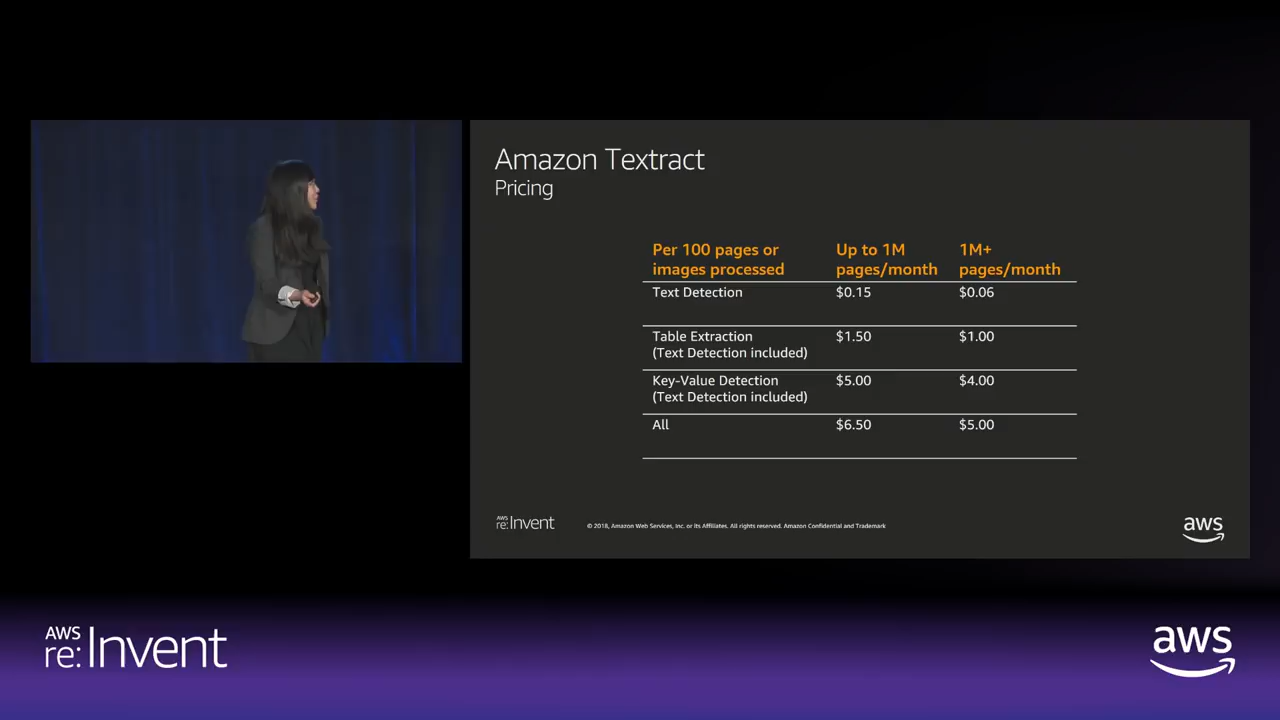 Amazon Textract
Pricing
Per 100 pages or
images processed
Up to 1M
pages/month
1M+
pages/month
Text Detection
$0.15
$0.06
Table Extraction
(Text Detection included)
$1.50
$1.00
Key-Value Detection
(Text Detection included)
$5.00
$4.00
All
$6.50
$5.00
AWS
re:Invent
© 2018, Amazon Web Services, Inc. or its Affiliates. All rights reserved. Amazon Confidential and Trademark
aws
AWS
re:Invent
aws